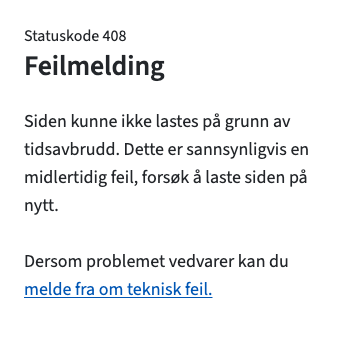 Statuskode 408
Feilmelding
Siden kunne ikke lastes på grunn av
tidsavbrudd. Dette er sannsynligvis en
midlertidig feil, forsøk å laste siden på
nytt.
Dersom problemet vedvarer kan du
melde fra om teknisk feil.